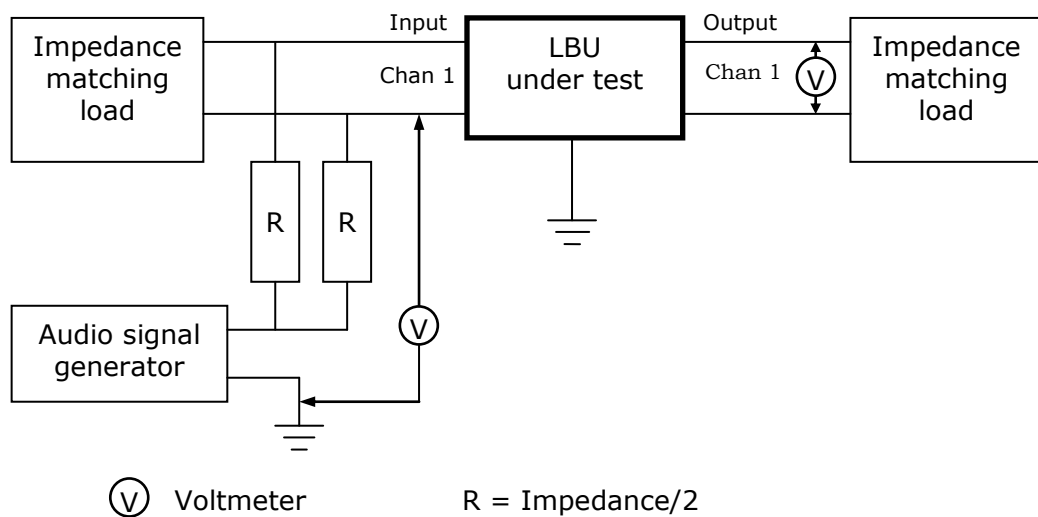 Impedance
matching
load
Input
Chan 1
LBU
under test
Output
Chan 1
V
Impedance
matching
load
R
R
V
Audio signal
generator
V Voltmeter
R = Impedance/2